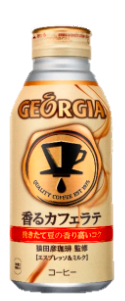 GEORGIA
QUALITY COFFEE EST. 1975
香るカフェラテ
挽きたて豆の香り高いコク
猿田彦珈琲 監修
[エスプレッソ&ミルク]
コーヒー